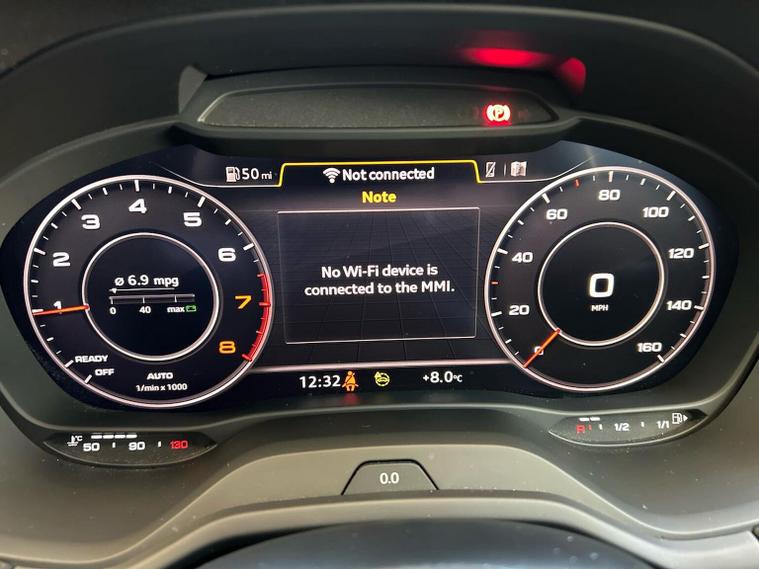 P
50 mi
Not connected
Note
No Wi-Fi device is
connected to the MMI.
1
2
3
4
5
6
7
8
ø 6.9 mpg
0 40 max
READY
OFF
AUTO
1/min x 1000
0
20
40
60
80
100
120
140
160
0
MPH
12:32
+8.0°C
°C
50 90 130
R 1/2 1/1
0.0